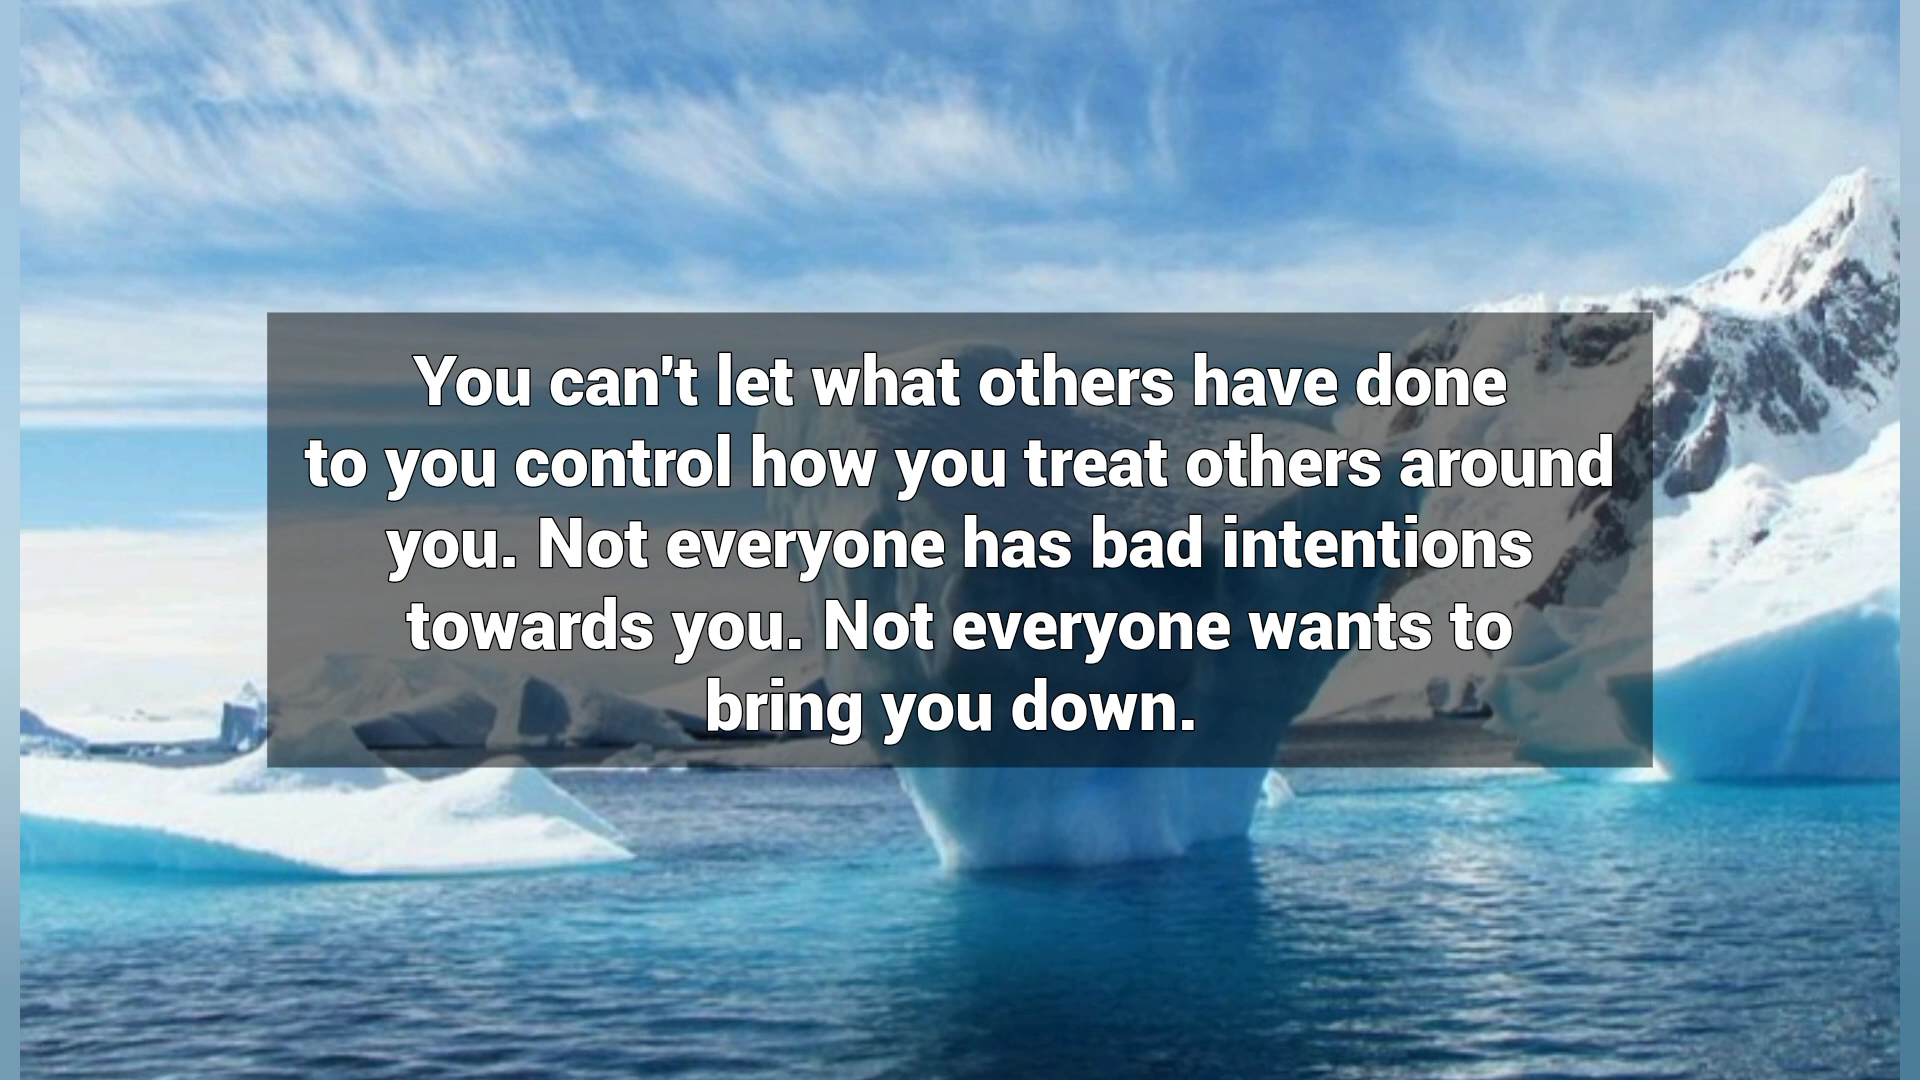 You can't let what others have done
to you control how you treat others around
you. Not everyone has bad intentions
towards you. Not everyone wants to
bring you down.